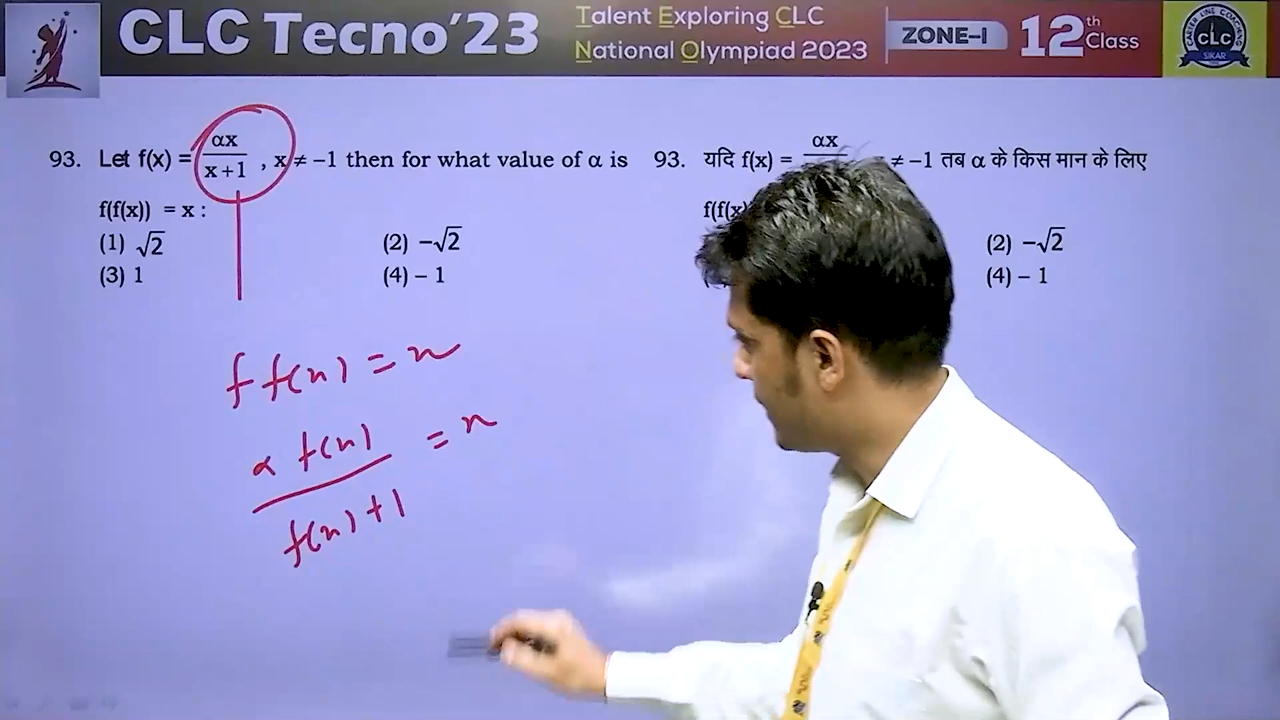 CLC Tecno’23
Talent Exploring CLC
National Olympiad 2023
ZONE–I
12th Class
CLC
SIKAR
93. Let f(x) = αx/x+1 , x ≠ −1 then for what value of α is
f(f(x)) = x :
(1) √2
(2) −√2
(3) 1
(4) – 1
93. यदि f(x) = αx
≠ −1 तब α के किस मान के लिए
f(f(x)
(2) −√2
(4) – 1
f f(x) = x
α f(x)/f(x)+1 = x